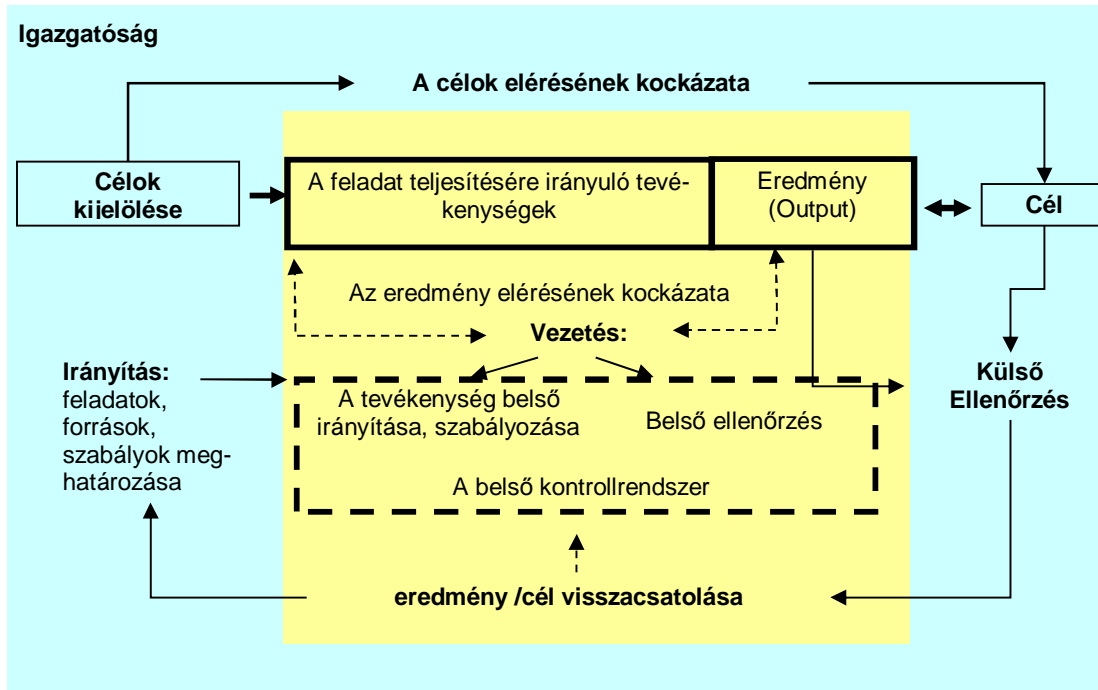 Igazgatóság
A célok elérésének kockázata
Célok
kijelölése
A feladat teljesítésére irányuló tevé-
kenységek
Eredmény
(Output)
Cél
Az eredmény elérésének kockázata
Vezetés:
Irányítás:
feladatok,
források,
szabályok meg-
határozása
A tevékenység belső
irányítása, szabályozása
Belső ellenőrzés
Külső
Ellenőrzés
A belső kontrollrendszer
eredmény /cél visszacsatolása